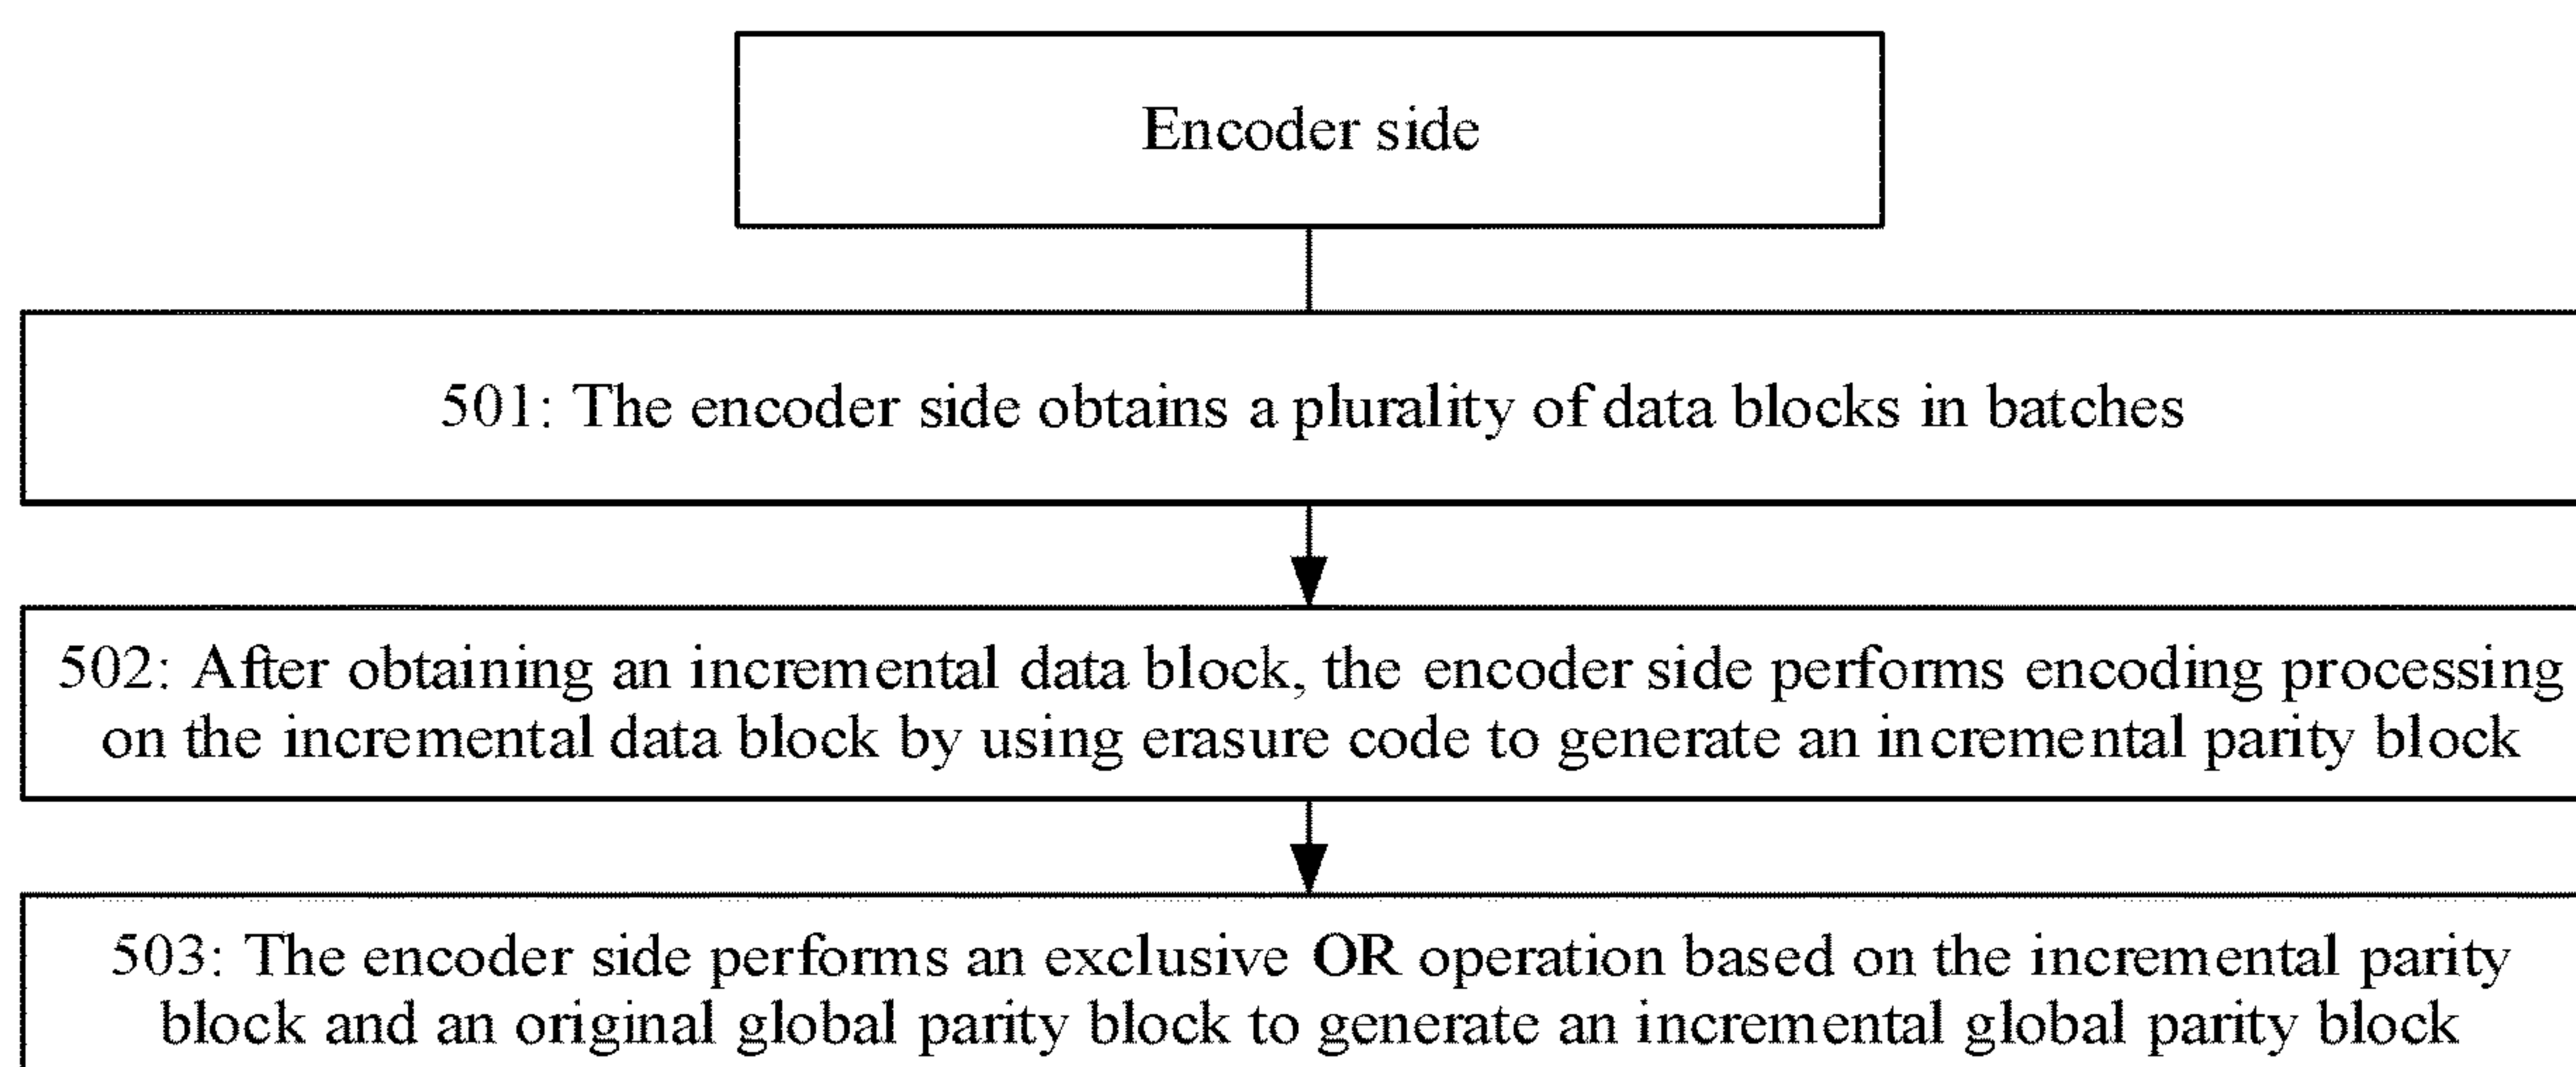 Encoder side
501: The encoder side obtains a plurality of data blocks in batches
502: After obtaining an incremental data block, the encoder side performs encoding processing
on the incremental data block by using erasure code to generate an incremental parity block
503: The encoder side performs an exclusive OR operation based on the incremental parity
block and an original global parity block to generate an incremental global parity block